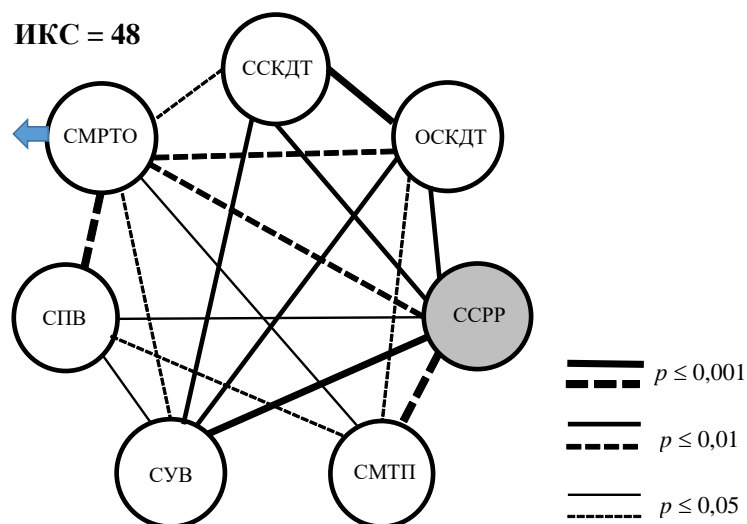 ИКС = 48
ССКДТ
СМРТО
ОСКДТ
СПВ
ССРР
СУВ
СМТП
p ≤ 0,001
p ≤ 0,01
p ≤ 0,05